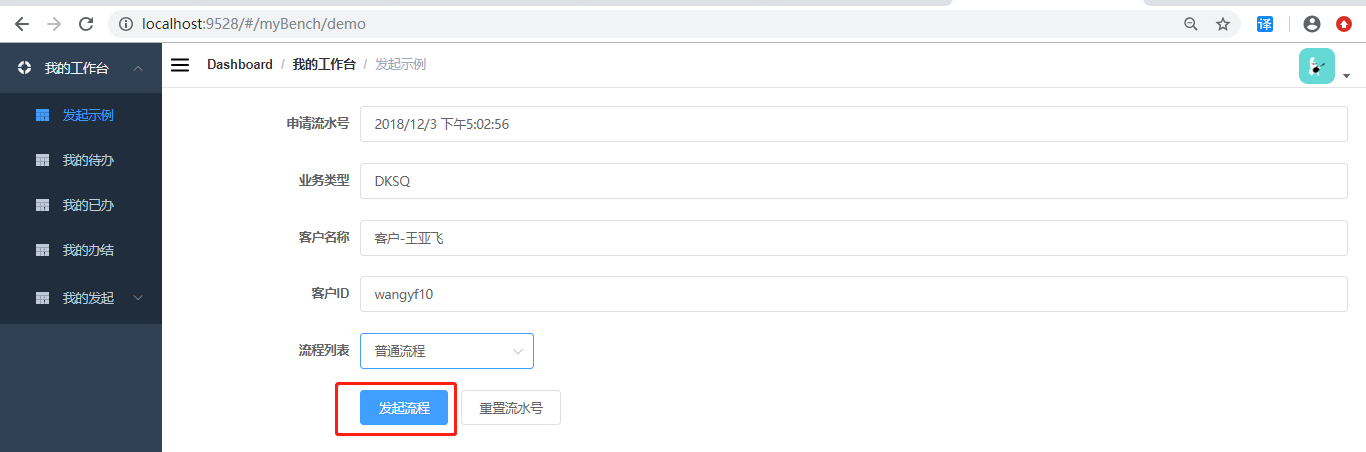 localhost:9528/#/myBench/demo
译
我的工作台
Dashboard / 我的工作台 / 发起示例
发起示例
我的待办
我的已办
我的办结
我的发起
申请流水号 2018/12/3 下午5:02:56
业务类型 DKSQ
客户名称 客户-王亚飞
客户ID wangyf10
流程列表 普通流程
发起流程 重置流水号